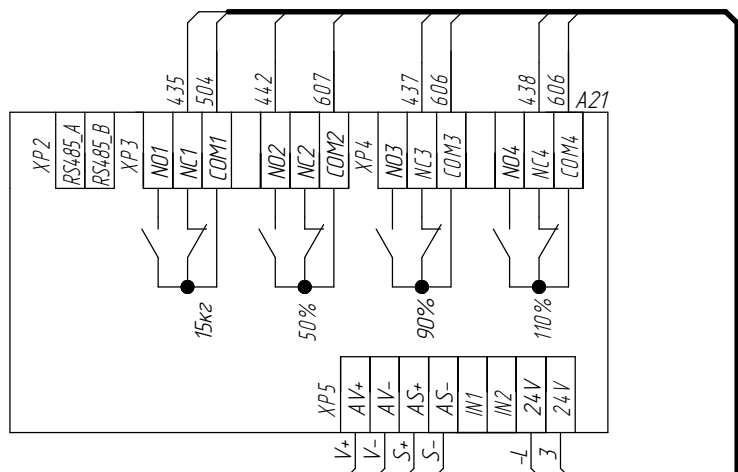 435
504
442
607
437
606
438
606
A21
XP2
RS485_A
RS485_B
XP3
NO1
NC1
COM1
NO2
NC2
COM2
XP4
NO3
NC3
COM3
NO4
NC4
COM4
15кг
50%
90%
110%
XP5
AV+
AV-
AS+
AS-
IN1
IN2
24V
24V
V+
V-
S+
S-
-L
3